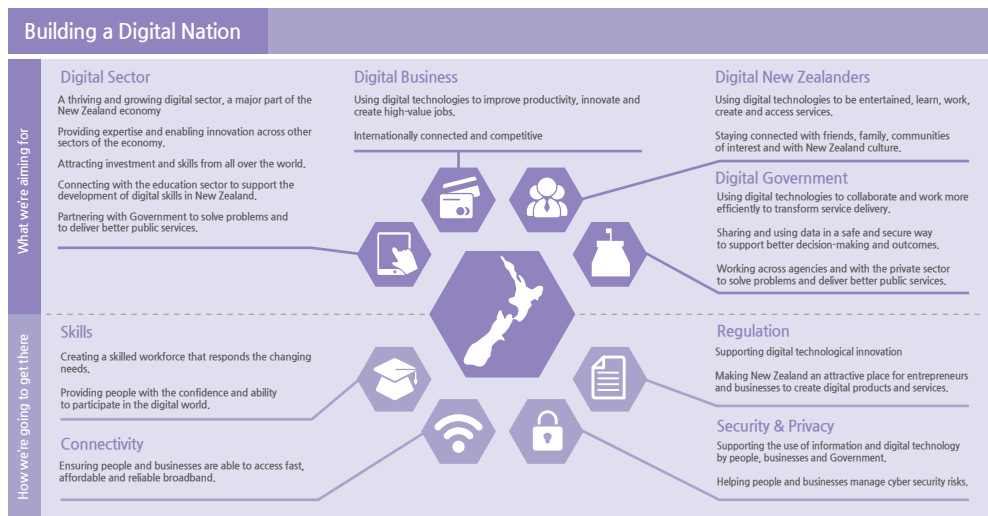 Building a Digital Nation
What we're aiming for
Digital Sector
A thriving and growing digital sector, a major part of the
New Zealand economy
Providing expertise and enabling innovation across other
sectors of the economy.
Attracting investment and skills from all over the world.
Connecting with the education sector to support the
development of digital skills in New Zealand.
Partnering with Government to solve problems and
to deliver better public services.
Digital Business
Using digital technologies to improve productivity, innovate and
create high-value jobs.
Internationally connected and competitive
Digital New Zealanders
Using digital technologies to be entertained, learn, work,
create and access services.
Staying connected with friends, family, communities
of interest and with New Zealand culture.
Digital Government
Using digital technologies to collaborate and work more
efficiently to transform service delivery.
Sharing and using data in a safe and secure way
to support better decision-making and outcomes.
Working across agencies and with the private sector
to solve problems and deliver better public services.
How we're going to get there
Skills
Creating a skilled workforce that responds the changing
needs.
Providing people with the confidence and ability
to participate in the digital world.
Connectivity
Ensuring people and businesses are able to access fast,
affordable and reliable broadband.
Regulation
Supporting digital technological innovation
Making New Zealand an attractive place for entrepreneurs
and businesses to create digital products and services.
Security & Privacy
Supporting the use of information and digital technology
by people, businesses and Government.
Helping people and businesses manage cyber security risks.